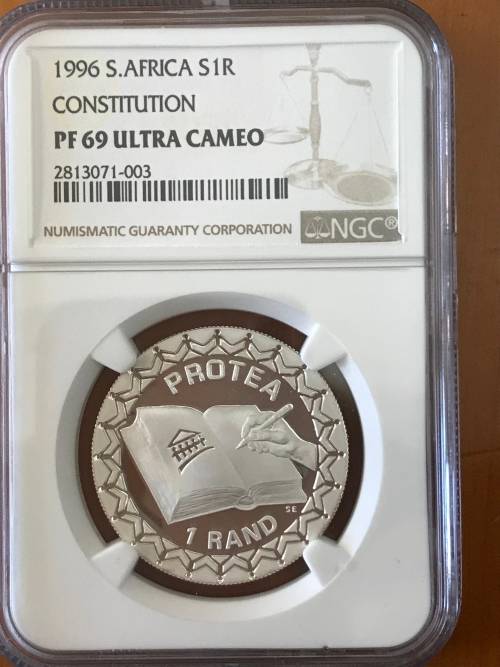 1996 S.AFRICA S1R
CONSTITUTION
PF 69 ULTRA CAMEO
2813071-003
NUMISMATIC GUARANTY CORPORATION
NGC®
PROTEA
SE
1 RAND